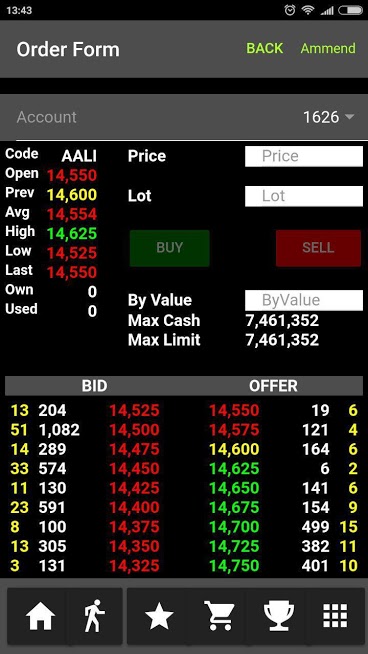 13:43
Order Form BACK Ammend
Account 1626
Code AALI Price Price
Open 14,550
Prev 14,600 Lot Lot
Avg 14,554
High 14,625 BUY SELL
Low 14,525
Last 14,550
Own 0 By Value ByValue
Used 0 Max Cash 7,461,352
Max Limit 7,461,352
BID OFFER
13 204 14,525 14,550 19 6
51 1,082 14,500 14,575 121 4
14 289 14,475 14,600 164 6
33 574 14,450 14,625 6 2
11 130 14,425 14,650 141 6
23 591 14,400 14,675 154 9
8 100 14,375 14,700 499 15
13 305 14,350 14,725 382 11
3 131 14,325 14,750 401 10